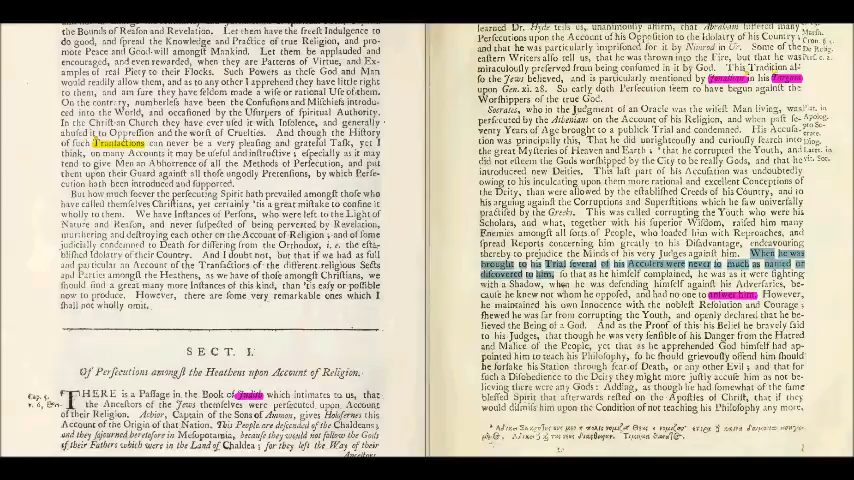 the Bounds of Reason and Revelation. Let them have the freest Indulgence to
do good, and spread the Knowledge and Practice of true Religion, and pro-
mote Peace and Good-will amongst Mankind. Let them be applauded and
encouraged, and even rewarded, when they are Patterns of Virtue, and Ex-
amples of real Piety to their Flocks. Such Powers as these God and Man
would readily allow them, and as to any other I apprehend they have little right
to them, and am sure they have seldom made a wise or rational Use of them.
On the contrary, numberless have been the Confusions and Mischiefs introduc-
ed into the World, and occasioned by the Usurpers of spiritual Authority.
In the Christian Church they have ever used it with Insolence, and generally
abused it to Oppression and the worst of Cruelties. And though the History
of such Transactions can never be a very pleasing and grateful Task, yet I
think, on many Accounts it may be useful and instructive; especially as it may
tend to give Men an Abhorrence of all the Methods of Persecution, and put
them upon their Guard against all those ungodly Pretensions, by which Perse-
cution hath been introduced and supported.
But how much soever the persecuting Spirit hath prevailed amongst those who
have called themselves Christians, yet certainly 'tis a great mistake to confine it
wholly to them. We have Instances of Persons, who were left to the Light of
Nature and Reason, and never suspected of being perverted by Revelation,
murthering and destroying each other on the Account of Religion; and of some
judicially condemned to Death for differing from the Orthodox, i. e. the esta-
blished Idolatry of their Country. And I doubt not, but that if we had as full
and particular an Account of the Transactions of the different religious Sects
and Parties amongst the Heathens, as we have of those amongst Christians, we
should find a great many more Instances of this kind, than 'tis easy or possible
now to produce. However, there are some very remarkable ones which I
shall not wholly omit.
SECT. I.
Of Persecutions amongst the Heathens upon Account of Religion.
Cap. 5.
THERE is a Passage in the Book of Judith which intimates to us, that
the Ancestors of the Jews themselves were persecuted upon Account
of their Religion. Achior, Captain of the Sons of Ammon, gives Holofernes this
Account of the Origin of that Nation. This People are descended of the Chaldeans;
and they sojourned heretofore in Mesopotamia, because they would not follow the Gods
of their Fathers which were in the Land of Chaldea; for they left the Way of their
Ancestors,
learned Dr. Hyde tells us, unanimously affirm, that Abraham suffered many
Persecutions upon the Account of his Opposition to the Idolatry of his Country;
and that he was particularly imprisoned for it by Nimrod in Ur. Some of the
eastern Writers also tell us, that he was thrown into the Fire, but that he was
miraculously preserved from being consumed in it by God. This Tradition al-
so the Jews believed, and is particularly mentioned by Jonathan in his Targum
upon Gen. xi. 28. So early doth Persecution seem to have begun against the
Worshippers of the true God.
Socrates, who in the Judgment of an Oracle was the wisest Man living, was
persecuted by the Athenians on the Account of his Religion, and when past se-
venty Years of Age brought to a publick Trial and condemned. His Accusa-
tion was principally this, That he did unrighteously and curiously search into
the great Mysteries of Heaven and Earth; that he corrupted the Youth, and
did not esteem the Gods worshipped by the City to be really Gods, and that he
introduced new Deities. This last part of his Accusation was undoubtedly
owing to his inculcating upon them more rational and excellent Conceptions of
the Deity, than were allowed by the established Creeds of his Country, and to
his arguing against the Corruptions and Superstitions which he saw universally
practised by the Greeks. This was called corrupting the Youth who were his
Scholars, and what, together with his superior Wisdom, raised him many
Enemies amongst all sorts of People, who loaded him with Reproaches, and
spread Reports concerning him greatly to his Disadvantage, endeavouring
thereby to prejudice the Minds of his very Judges against him. When he was
brought to his Trial several of his Accusers were never so much as named or
discovered to him; so that as he himself complained, he was as it were fighting
with a Shadow, when he was defending himself against his Adversaries, be-
cause he knew not whom he opposed, and had no one to answer him. However,
he maintained his own Innocence with the noblest Resolution and Courage;
shewed he was far from corrupting the Youth, and openly declared that he be-
lieved the Being of a God. And as the Proof of this his Belief he bravely said
to his Judges, that though he was very sensible of his Danger from the Hatred
and Malice of the People, yet that as he apprehended God himself had ap-
pointed him to teach his Philosophy, so he should grievously offend him should
he forsake his Station through fear of Death, or any other Evil; and that for
such a Disobedience to the Deity they might more justly accuse him as not be-
lieving there were any Gods: Adding, as though he had somewhat of the same
blessed Spirit that afterwards rested on the Apostles of Christ, that if they
would dismiss him upon the Condition of not teaching his Philosophy any more,